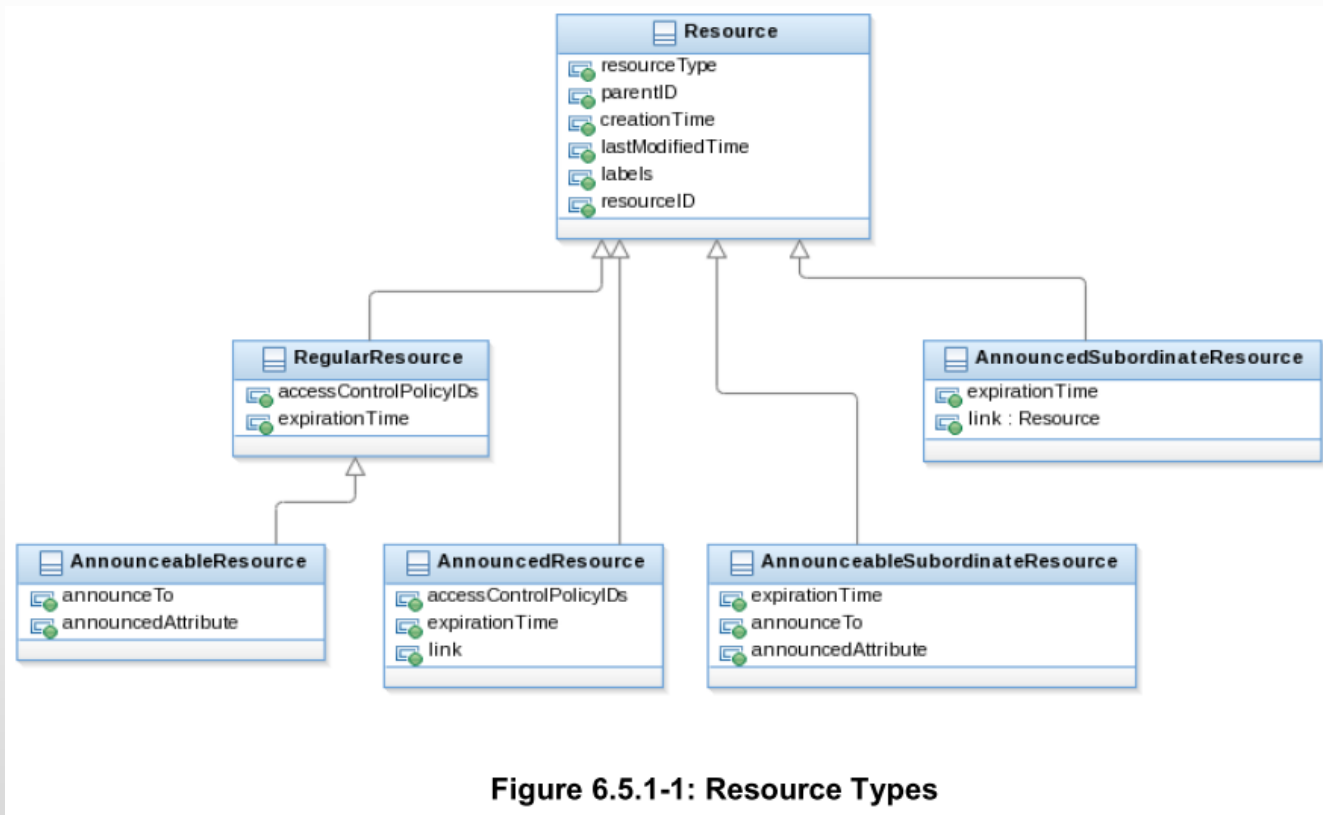 Resource
resourceType
parentID
creationTime
lastModifiedTime
labels
resourceID
RegularResource
accessControlPolicyIDs
expirationTime
AnnouncedSubordinateResource
expirationTime
link : Resource
AnnounceableResource
announceTo
announcedAttribute
AnnouncedResource
accessControlPolicyIDs
expirationTime
link
AnnounceableSubordinateResource
expirationTime
announceTo
announcedAttribute
Figure 6.5.1-1: Resource Types